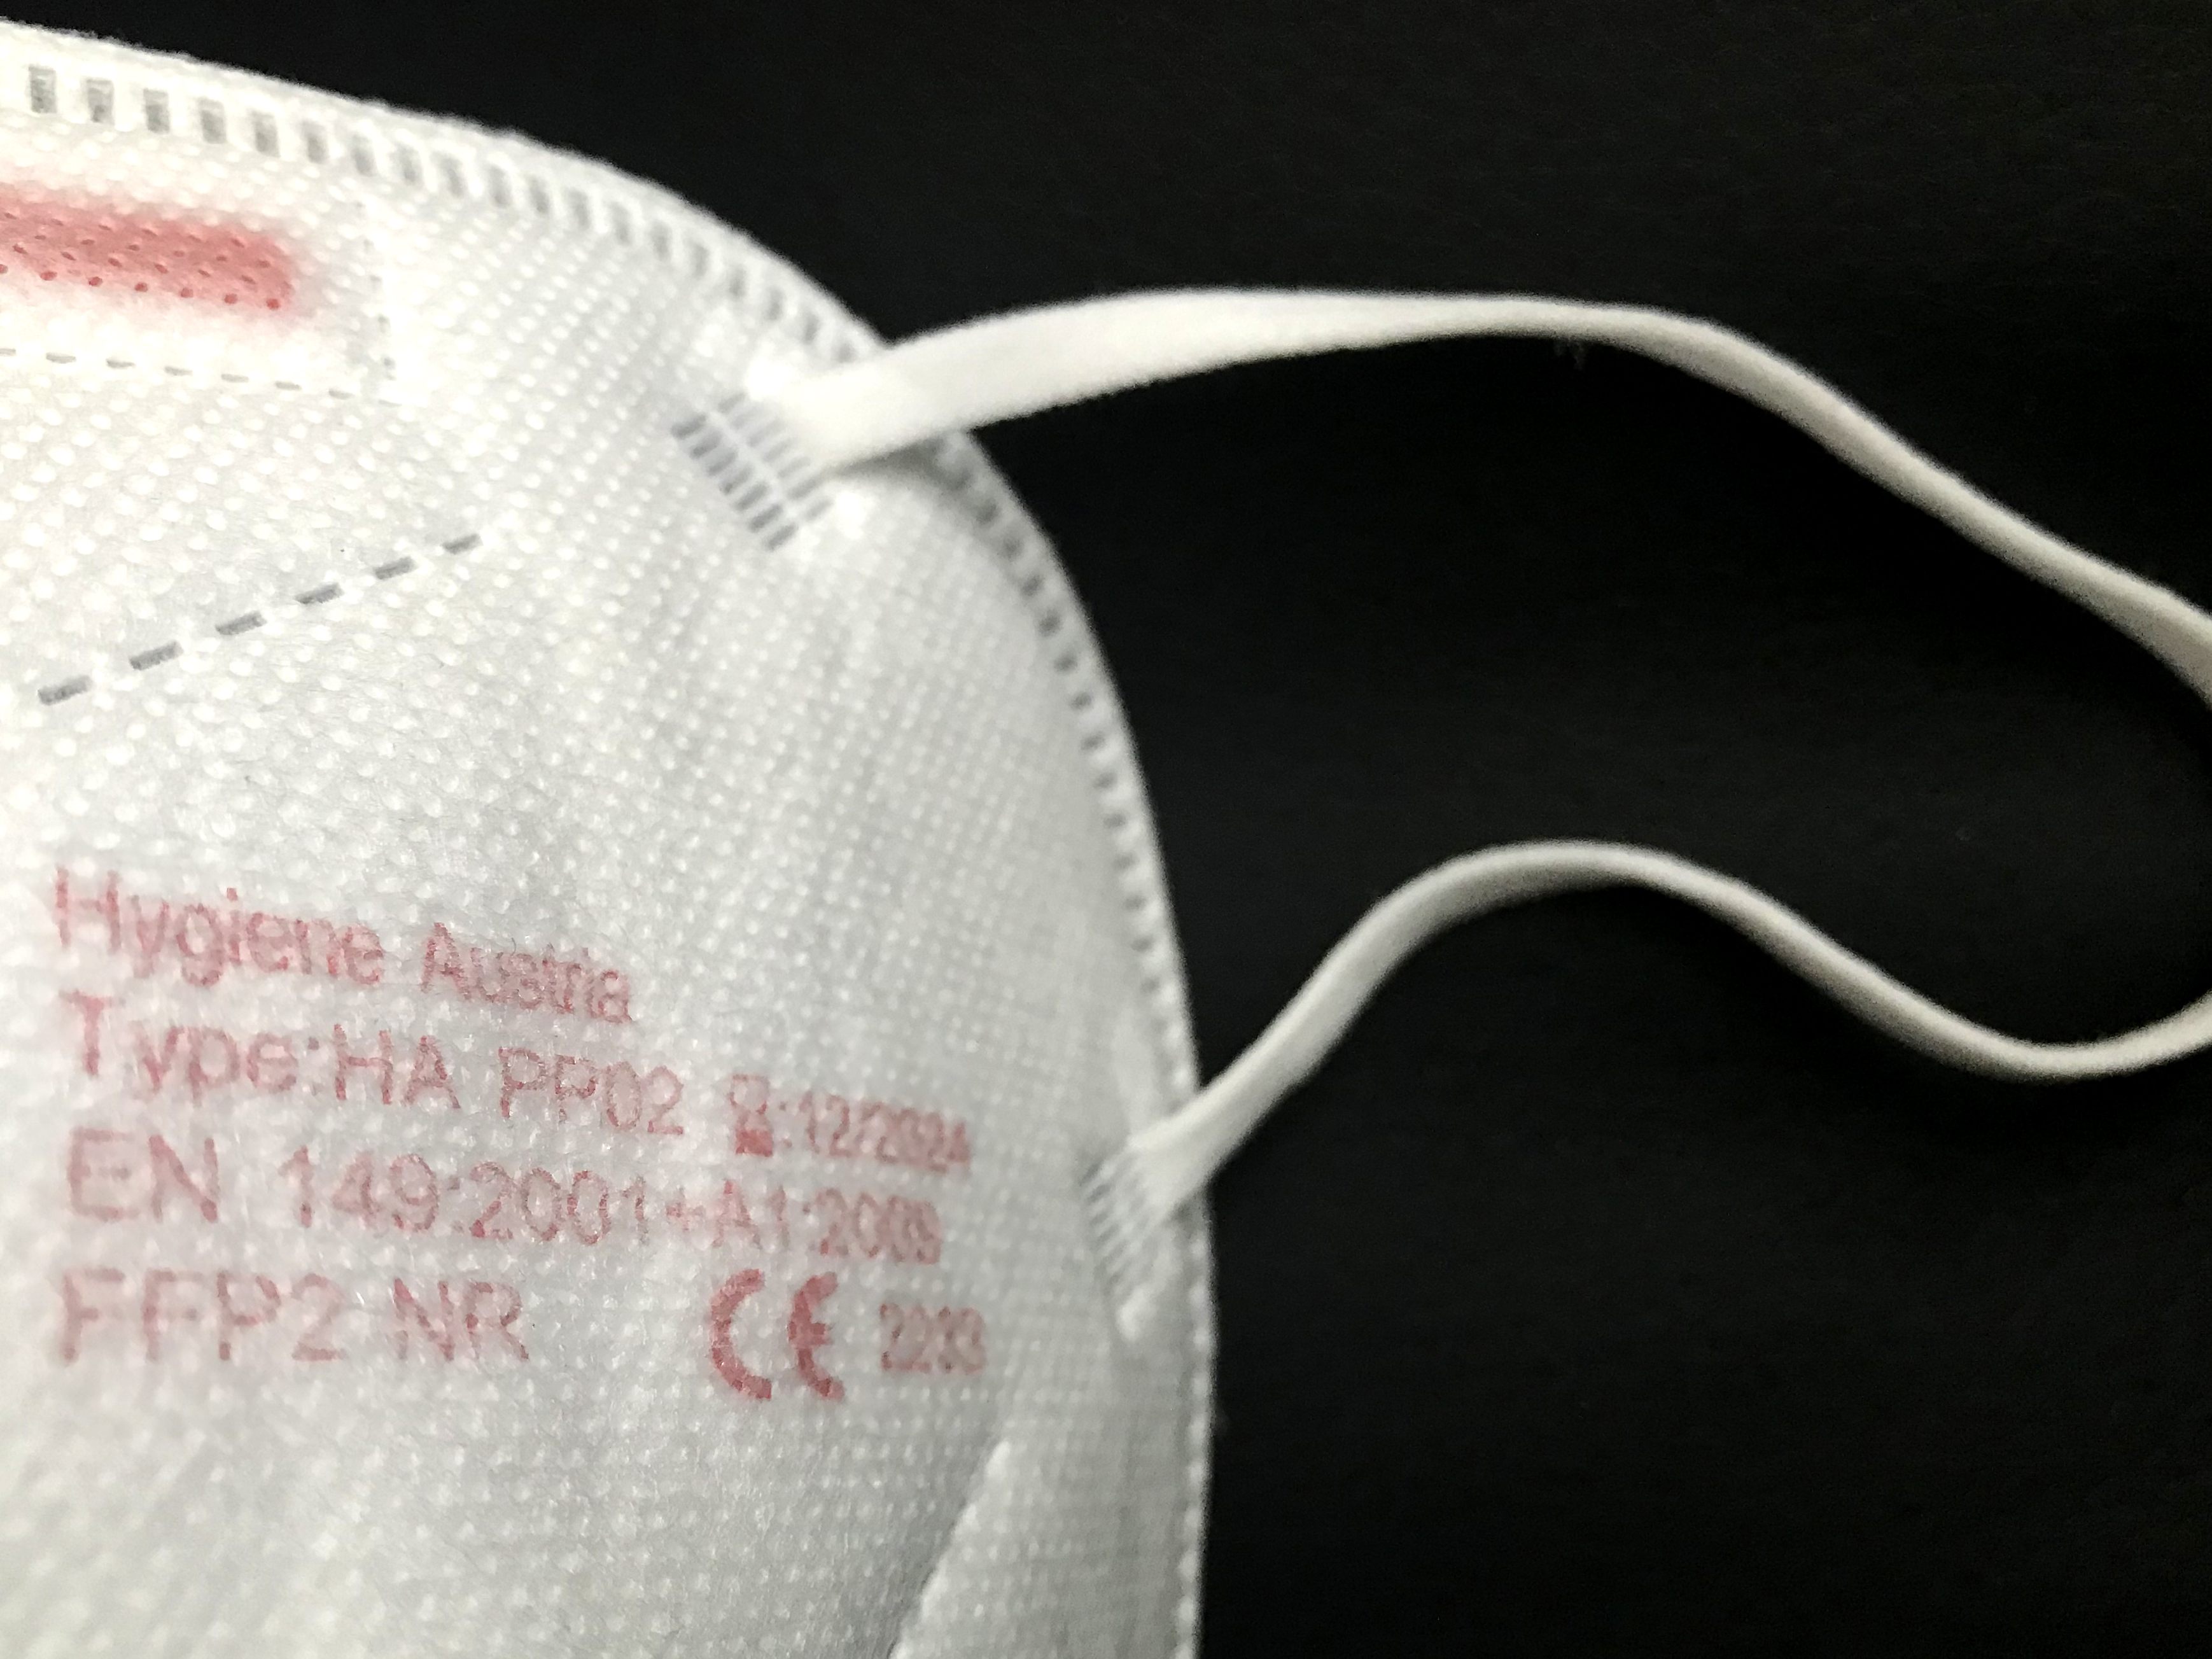 Hygiene Austria
Type:HA PP02 ⌛:12/2024
EN 149:2001+A1:2009
FFP2 NR CE 2233